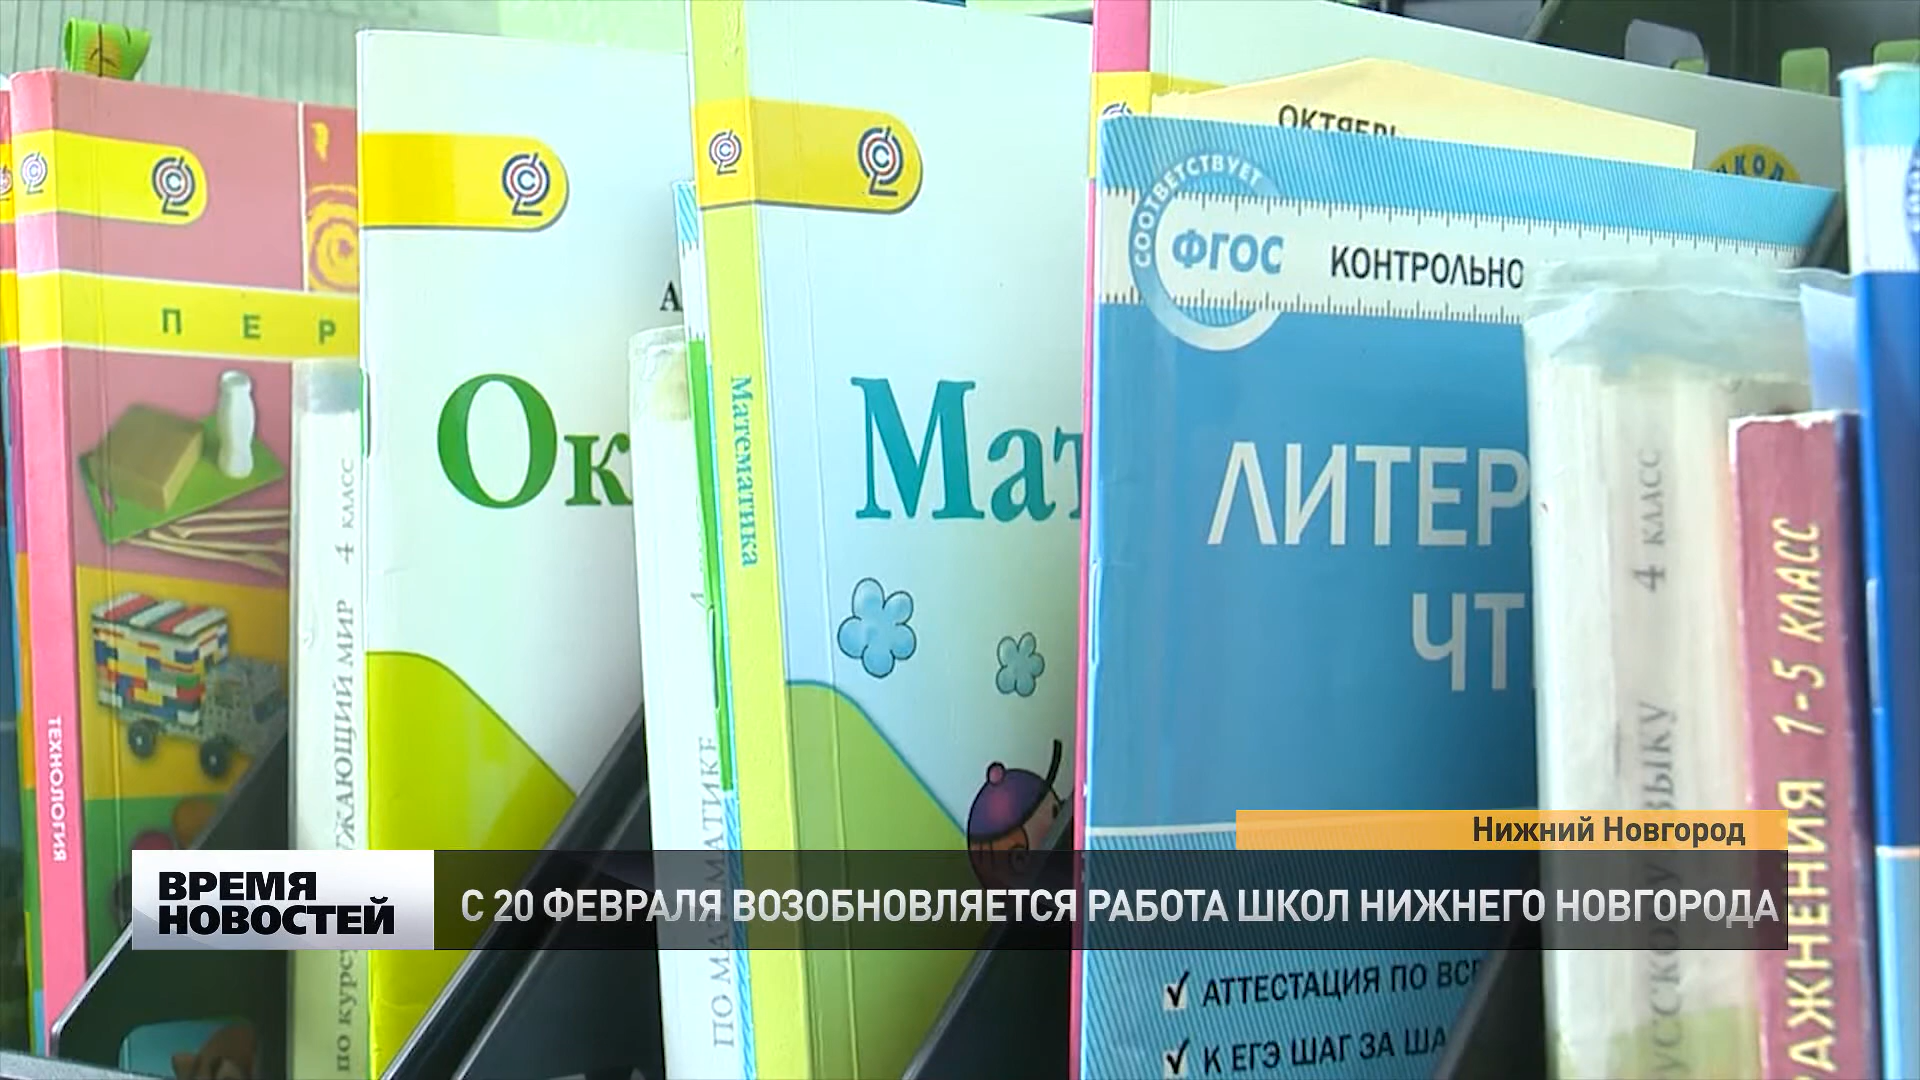 ОКТЯБРЬ
СООТВЕТСТВУЕТ
ФГОС
КОНТРОЛЬНО
ПЕР
Ок
Математика
Мат
ЛИТЕР
ЧТ
ТЕХНОЛОГИЯ
4 КЛАСС
ПО МАТЕМАТИКЕ
4 КЛАСС
1-5 КЛАСС
Нижний Новгород
ВРЕМЯ
НОВОСТЕЙ
С 20 ФЕВРАЛЯ ВОЗОБНОВЛЯЕТСЯ РАБОТА ШКОЛ НИЖНЕГО НОВГОРОДА
АТТЕСТАЦИЯ ПО ВСЕ
К ЕГЭ ШАГ ЗА ША